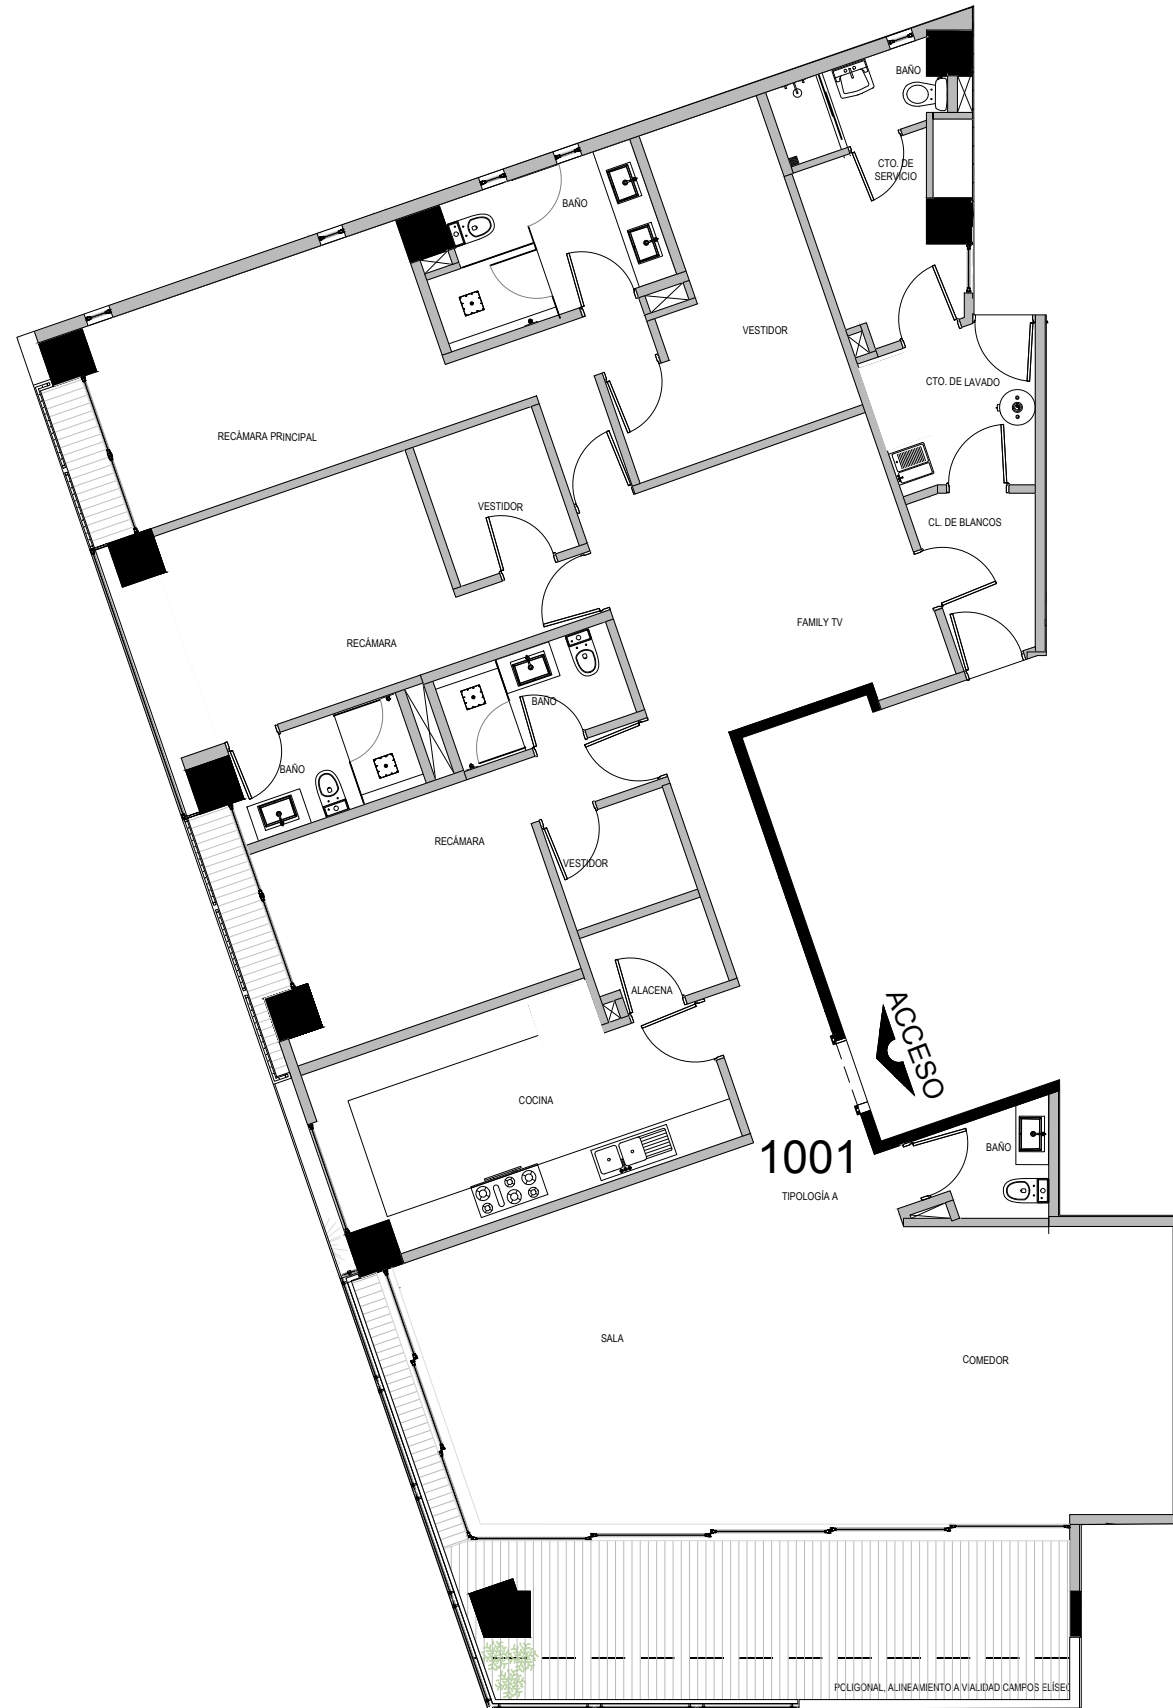 BAÑO
CTO. DE
SERVICIO
BAÑO
VESTIDOR
CTO. DE LAVADO
RECÁMARA PRINCIPAL
VESTIDOR
CL. DE BLANCOS
FAMILY TV
RECÁMARA
BAÑO
BAÑO
RECÁMARA
VESTIDOR
ALACENA
ACCESO
COCINA
BAÑO
1001
TIPOLOGÍA A
SALA
COMEDOR
POLIGONAL, ALINEAMIENTO A VIALIDAD CAMPOS ELÍSEO